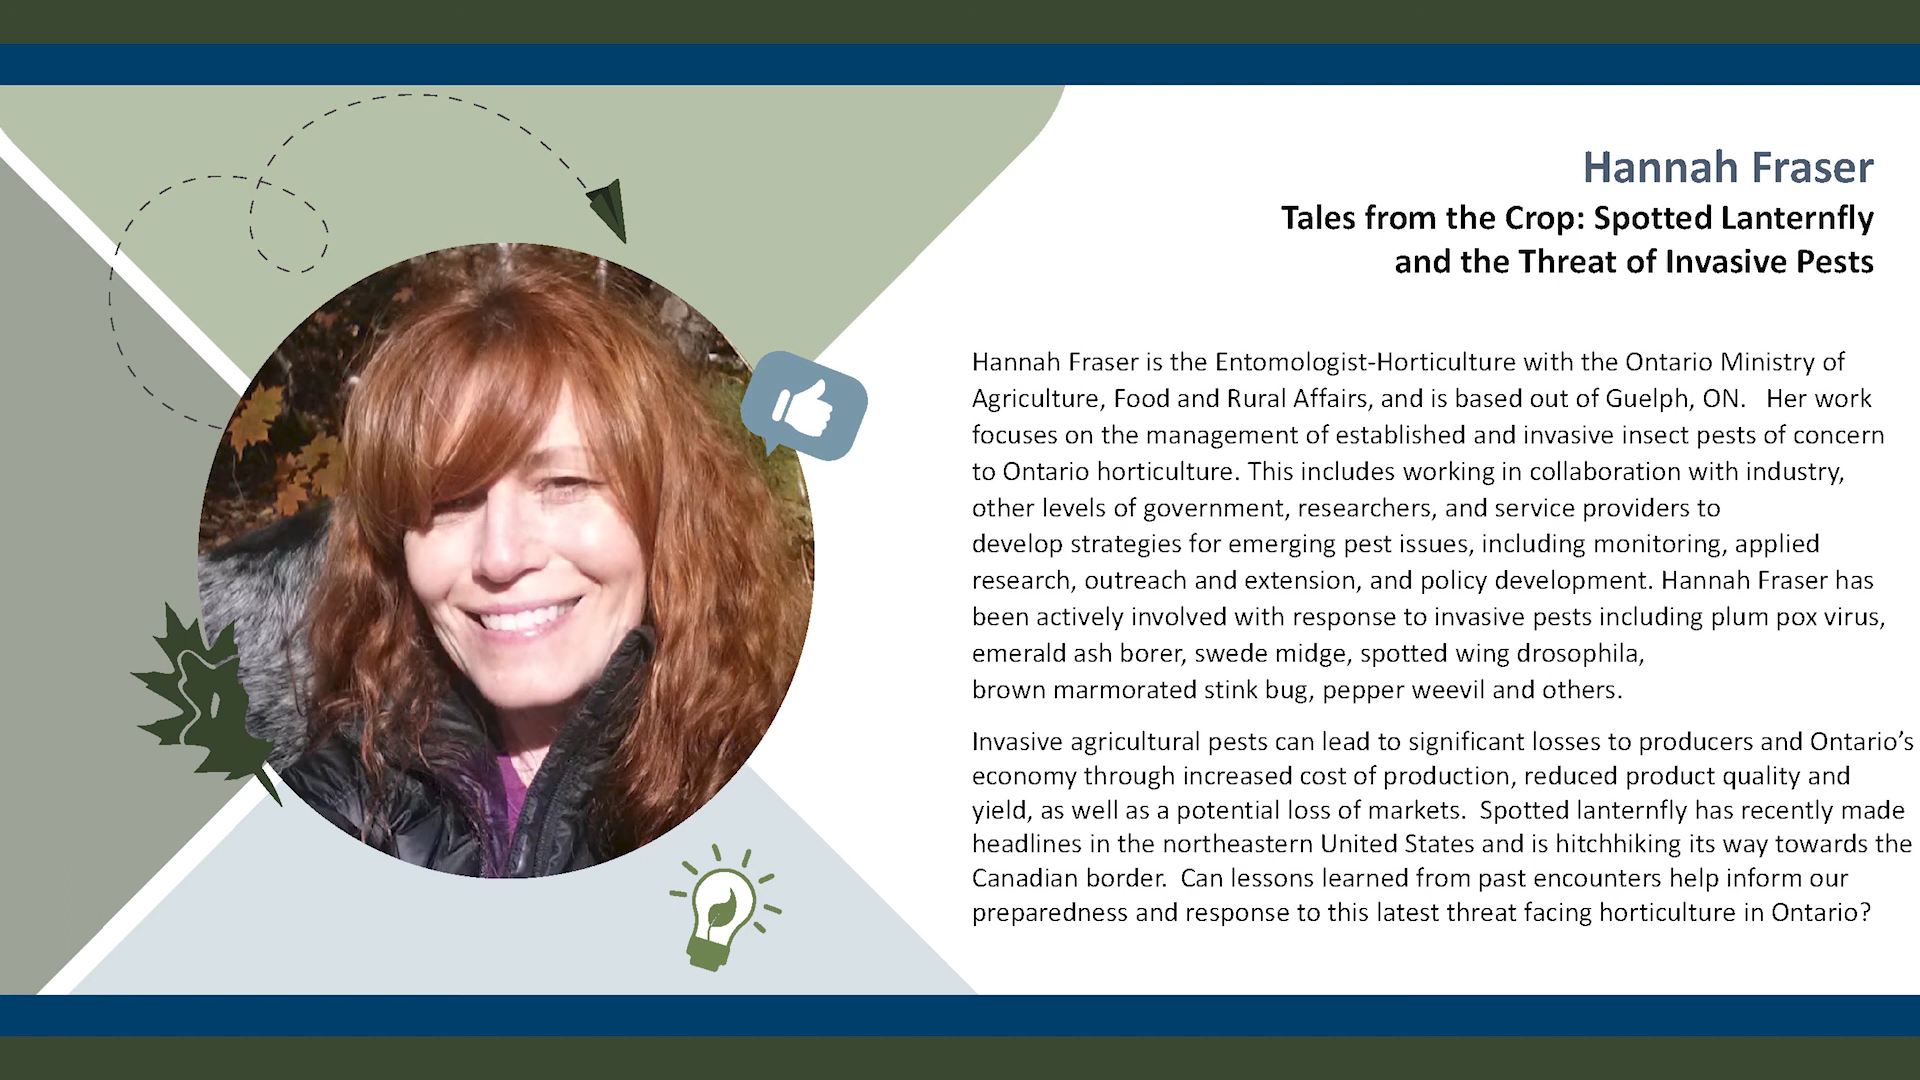 Hannah Fraser
Tales from the Crop: Spotted Lanternfly
and the Threat of Invasive Pests
Hannah Fraser is the Entomologist-Horticulture with the Ontario Ministry of
Agriculture, Food and Rural Affairs, and is based out of Guelph, ON.   Her work
focuses on the management of established and invasive insect pests of concern
to Ontario horticulture. This includes working in collaboration with industry,
other levels of government, researchers, and service providers to
develop strategies for emerging pest issues, including monitoring, applied
research, outreach and extension, and policy development. Hannah Fraser has
been actively involved with response to invasive pests including plum pox virus,
emerald ash borer, swede midge, spotted wing drosophila,
brown marmorated stink bug, pepper weevil and others.
Invasive agricultural pests can lead to significant losses to producers and Ontario’s
economy through increased cost of production, reduced product quality and
yield, as well as a potential loss of markets.  Spotted lanternfly has recently made
headlines in the northeastern United States and is hitchhiking its way towards the
Canadian border.  Can lessons learned from past encounters help inform our
preparedness and response to this latest threat facing horticulture in Ontario?